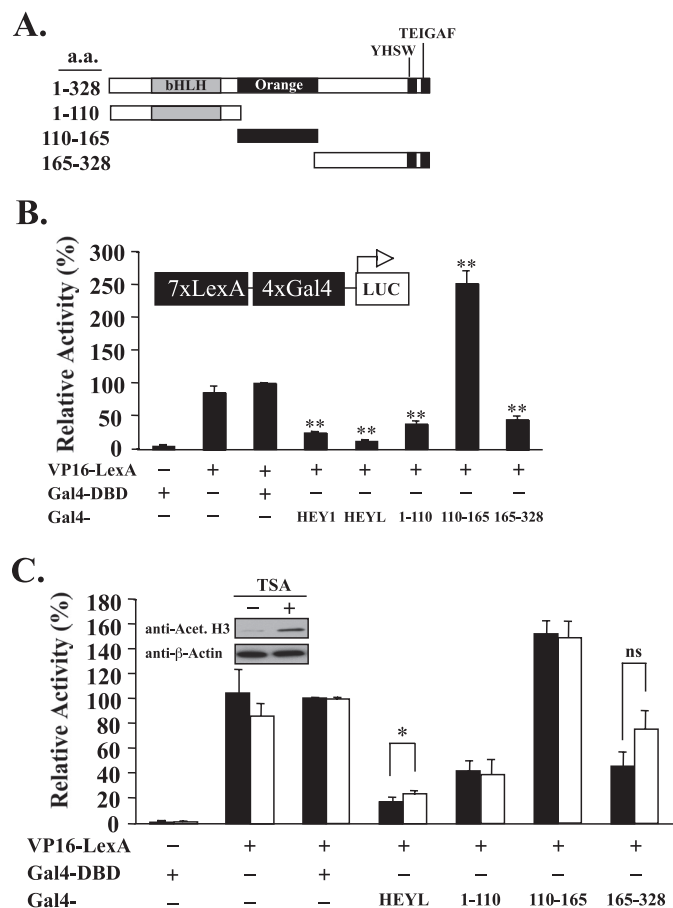 A.
TEIGAF
a.a.
YHSW
1-328 bHLH Orange
1-110
110-165
165-328
B.
Relative Activity (%)
300
250
200
150
100
50
0
7xLexA 4xGal4 LUC
** ** ** ** **
VP16-LexA – + + + + + + +
Gal4-DBD + – + – – – – –
Gal4- – – – HEY1 HEYL 1-110 110-165 165-328
C.
Relative Activity (%)
180
160
140
120
100
80
60
40
20
0
TSA
– +
anti-Acet. H3
anti-β-Actin
*
ns
VP16-LexA – + + + + + +
Gal4-DBD + – + – – – –
Gal4- – – – HEYL 1-110 110-165 165-328